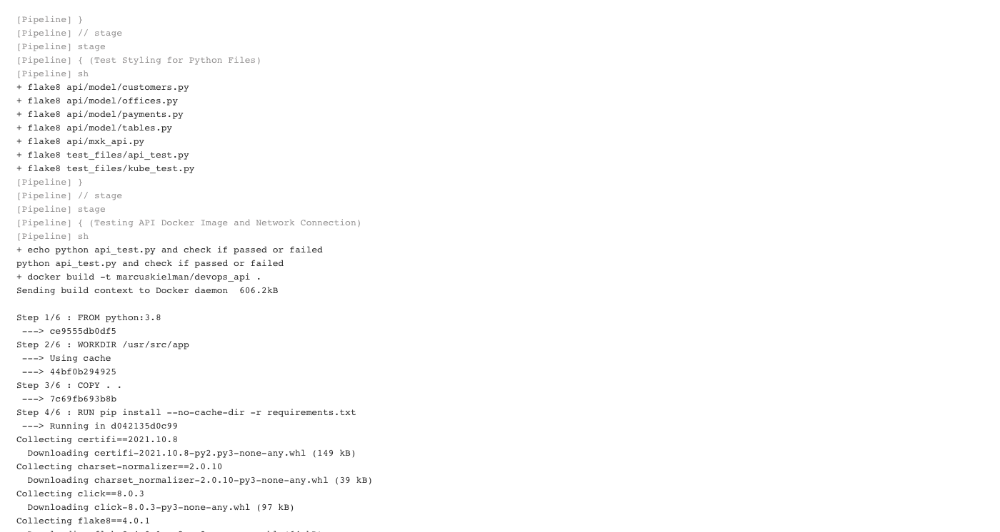 [Pipeline] }
[Pipeline] // stage
[Pipeline] stage
[Pipeline] { (Test Styling for Python Files)
[Pipeline] sh
+ flake8 api/model/customers.py
+ flake8 api/model/offices.py
+ flake8 api/model/payments.py
+ flake8 api/model/tables.py
+ flake8 api/mxk_api.py
+ flake8 test_files/api_test.py
+ flake8 test_files/kube_test.py
[Pipeline] }
[Pipeline] // stage
[Pipeline] stage
[Pipeline] { (Testing API Docker Image and Network Connection)
[Pipeline] sh
+ echo python api_test.py and check if passed or failed
python api_test.py and check if passed or failed
+ docker build -t marcuskielman/devops_api .
Sending build context to Docker daemon  606.2kB
Step 1/6 : FROM python:3.8
 ---> ce9555db0df5
Step 2/6 : WORKDIR /usr/src/app
 ---> Using cache
 ---> 44bf0b294925
Step 3/6 : COPY . .
 ---> 7c69fb693b8b
Step 4/6 : RUN pip install --no-cache-dir -r requirements.txt
 ---> Running in d042135d0c99
Collecting certifi==2021.10.8
  Downloading certifi-2021.10.8-py2.py3-none-any.whl (149 kB)
Collecting charset-normalizer==2.0.10
  Downloading charset_normalizer-2.0.10-py3-none-any.whl (39 kB)
Collecting click==8.0.3
  Downloading click-8.0.3-py3-none-any.whl (97 kB)
Collecting flake8==4.0.1